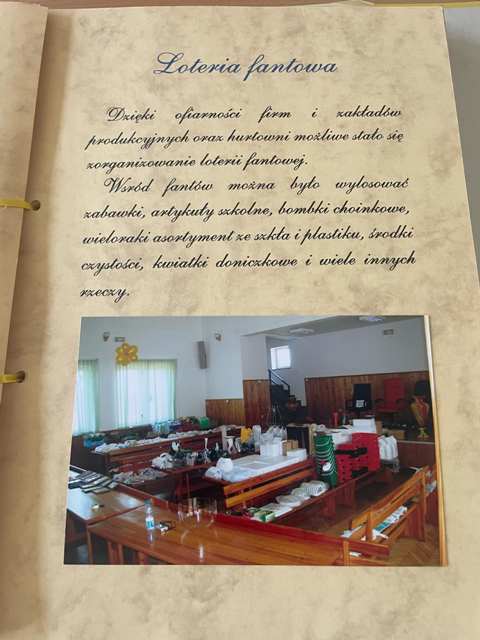 Loteria fantowa
Dzięki ofiarności firm i zakładów
produkcyjnych oraz hurtowni możliwe stało się
zorganizowanie loterii fantowej.
Wśród fantów można było wylosować
zabawki, artykuły szkolne, bombki choinkowe,
wieloraki asortyment ze szkła i plastiku, środki
czystości, kwiatki doniczkowe i wiele innych
rzeczy.